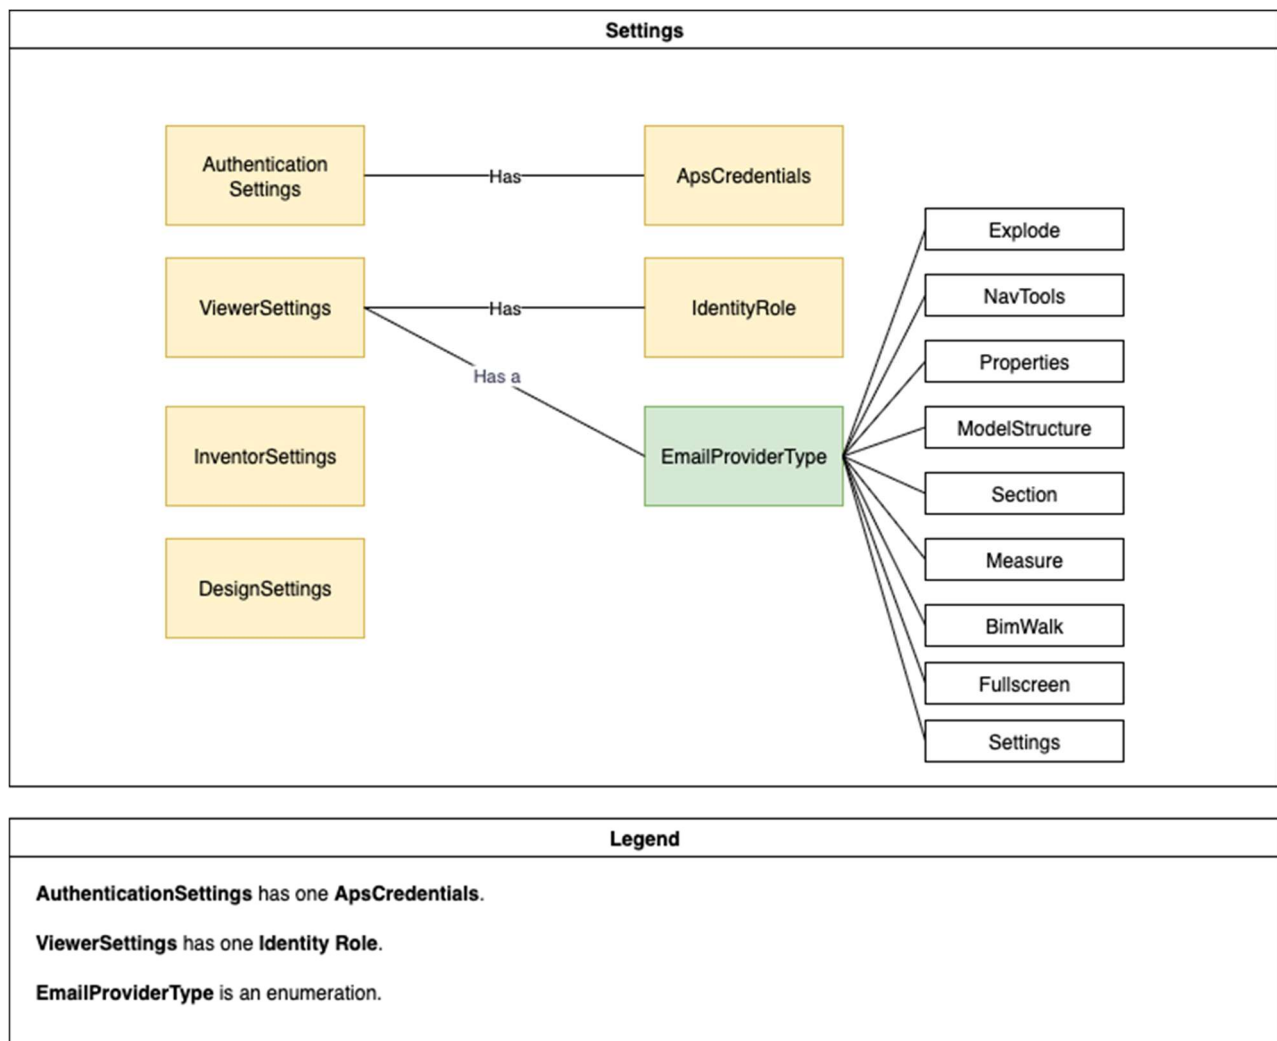 Settings
Authentication
Settings
Has
ApsCredentials
Explode
NavTools
ViewerSettings
Has
IdentityRole
Properties
Has a
ModelStructure
InventorSettings
EmailProviderType
Section
Measure
DesignSettings
BimWalk
Fullscreen
Settings
Legend
AuthenticationSettings has one ApsCredentials.
ViewerSettings has one Identity Role.
EmailProviderType is an enumeration.